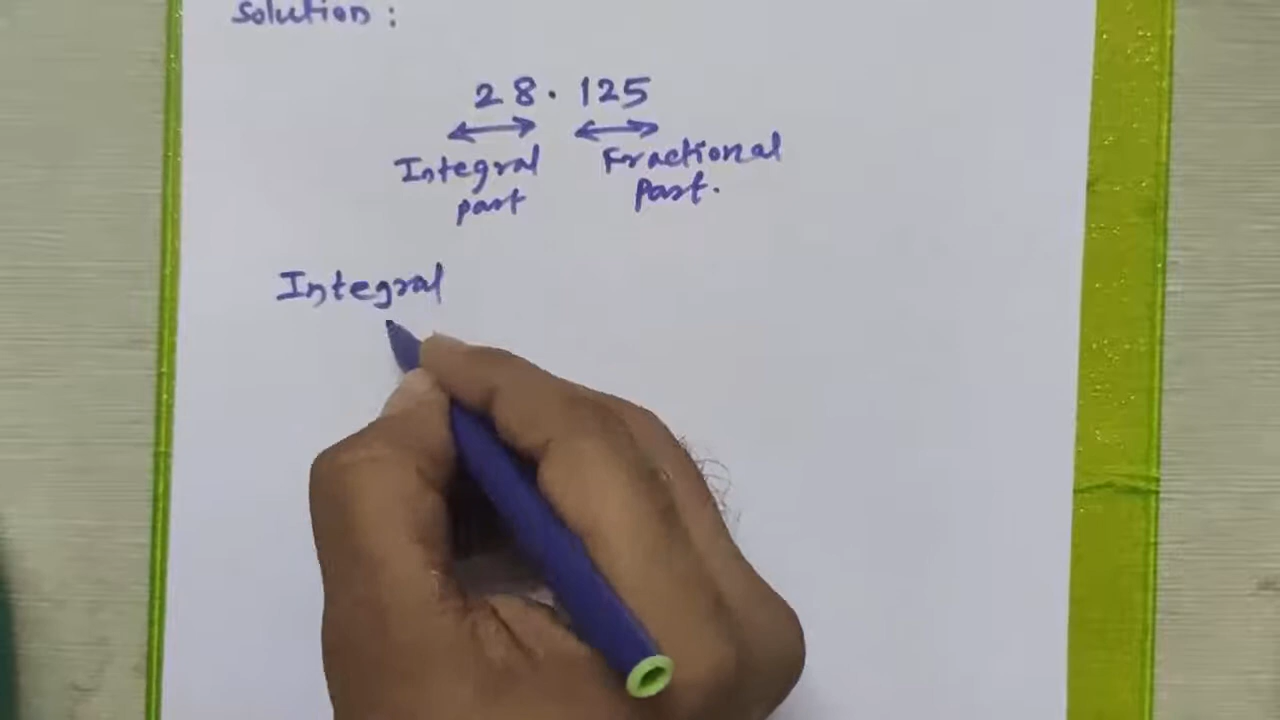 Solution :
28.125
Integral Fractional
part Part.
Integral